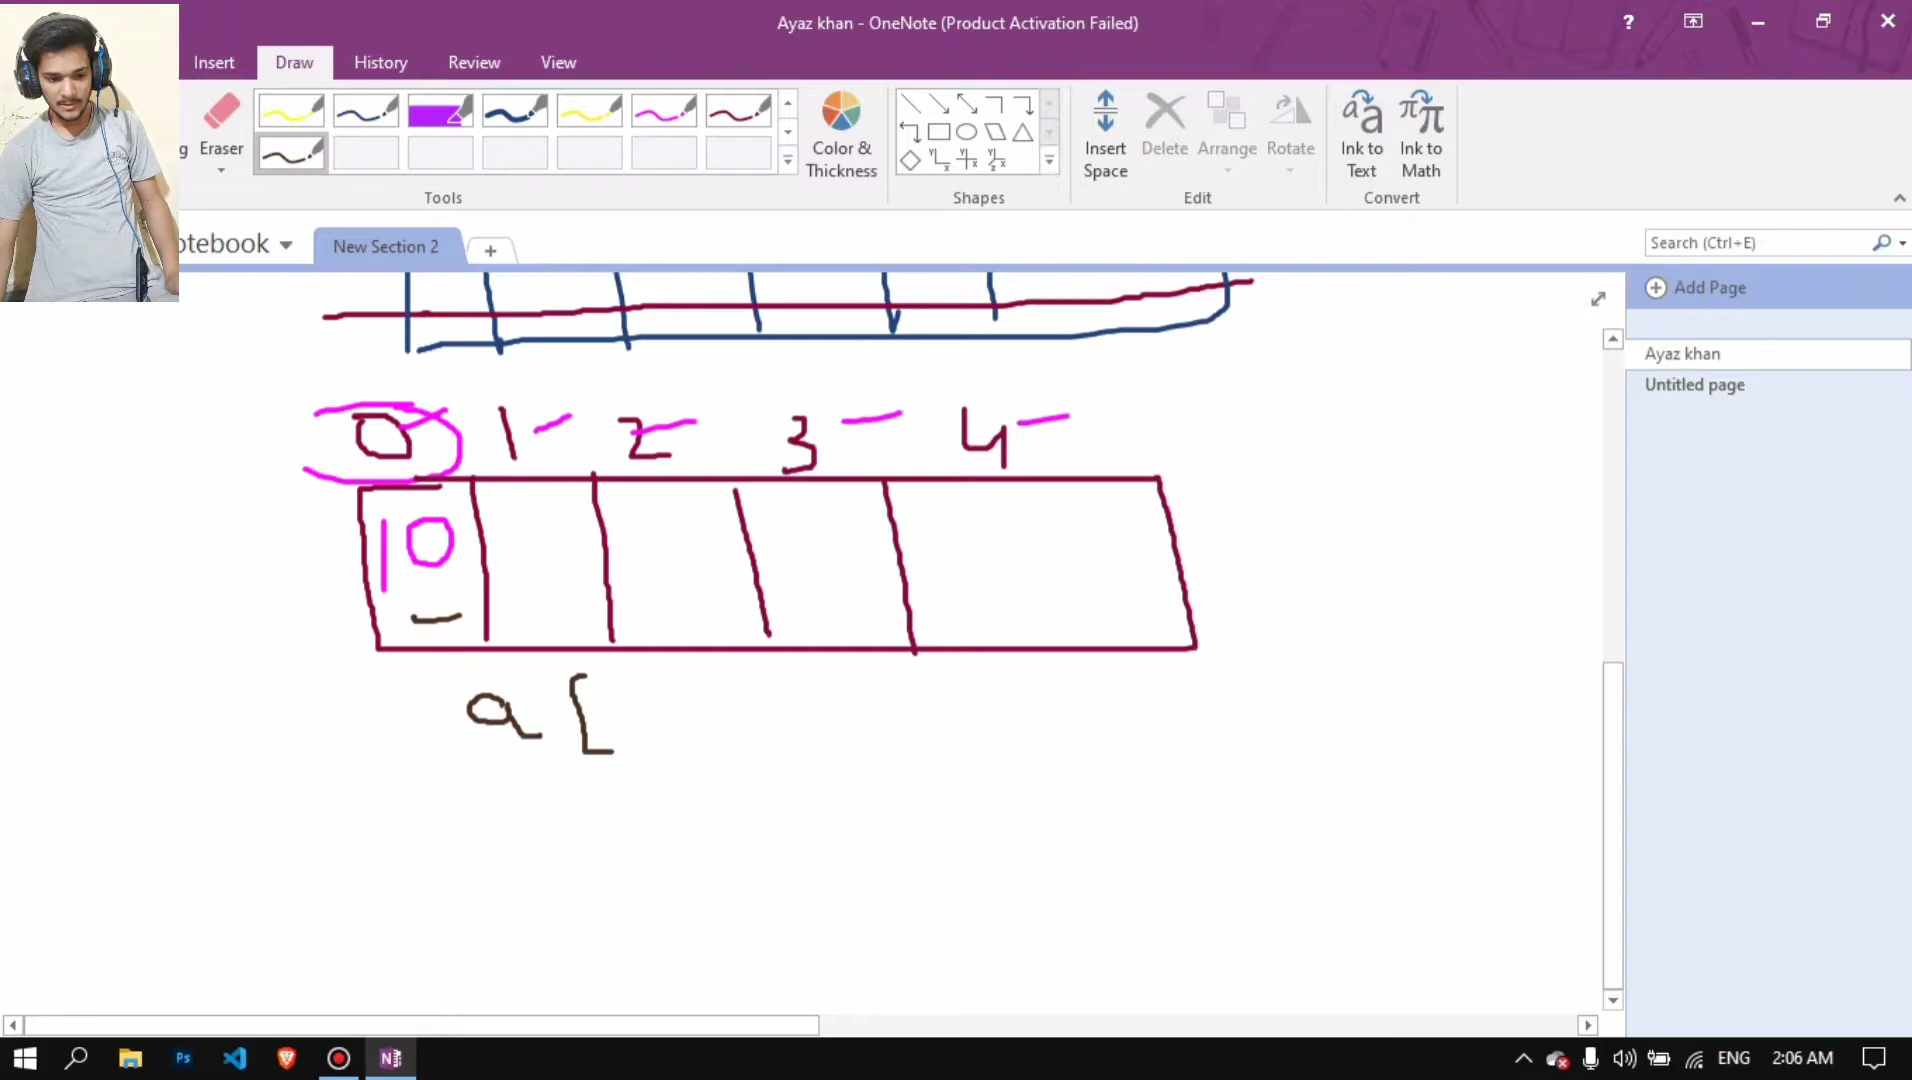 Ayaz khan - OneNote (Product Activation Failed)
Insert Draw History Review View
Eraser
Color & Thickness
Insert Space
Delete Arrange Rotate
Ink to Text
Ink to Math
Tools Shapes Edit Convert
otebook New Section 2
Search (Ctrl+E)
Add Page
Ayaz khan
Untitled page
0 1 2 3 4
10
a [
Ps
N
ENG 2:06 AM